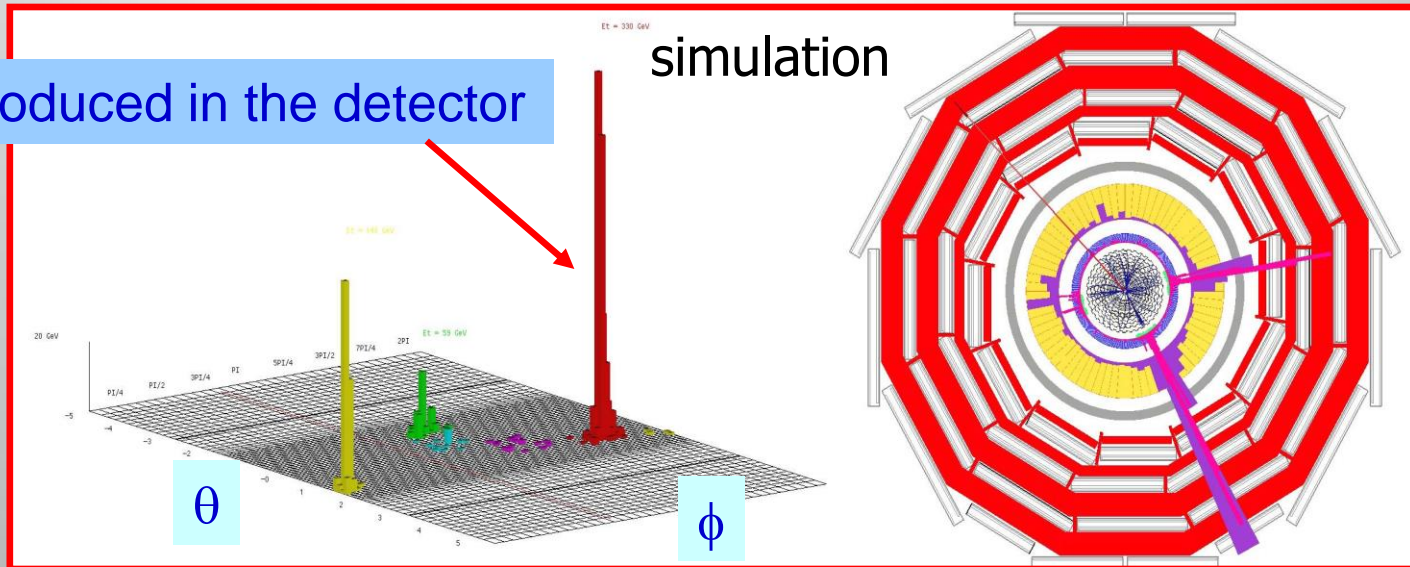 Et = 330 GeV
simulation
oduced in the detector
Et = 59 GeV
20 GeV
PI/4
PI/2
3PI/4
PI
5PI/4
3PI/2
7PI/4
2PI
-5
-4
-3
-2
-0
1
2
3
4
5
θ
ϕ